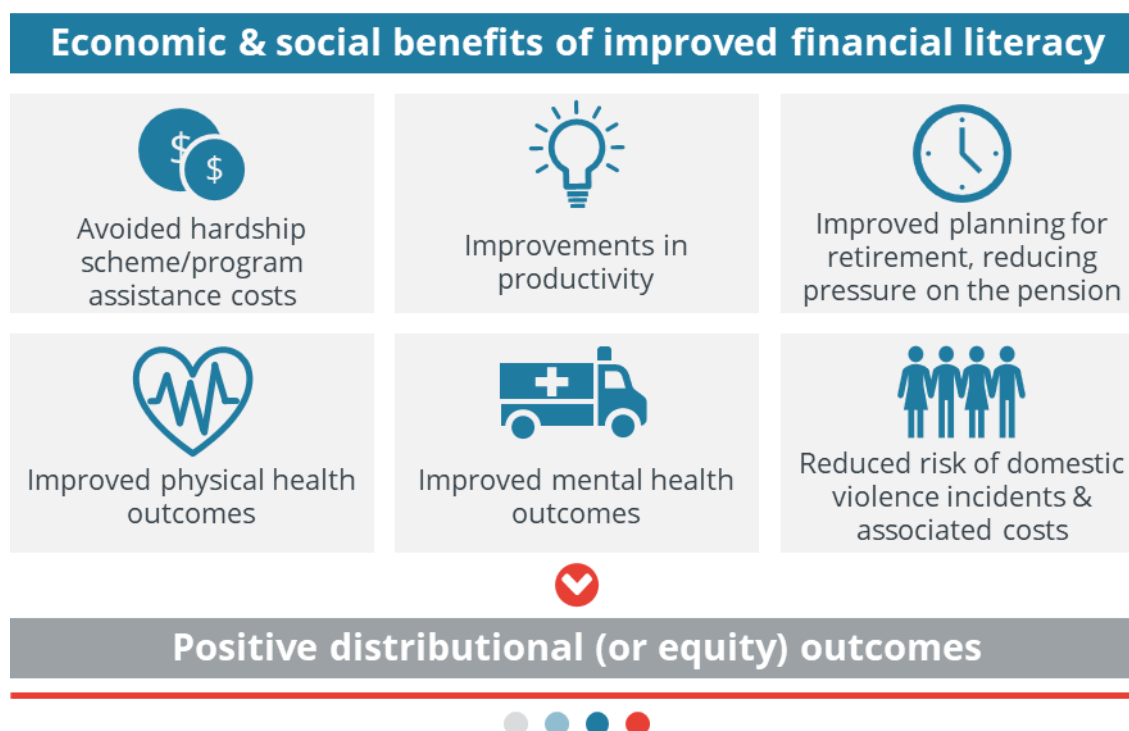 Economic & social benefits of improved financial literacy
$
$
Avoided hardship
scheme/program
assistance costs
Improvements in
productivity
Improved planning for
retirement, reducing
pressure on the pension
Improved physical health
outcomes
Improved mental health
outcomes
Reduced risk of domestic
violence incidents &
associated costs
Positive distributional (or equity) outcomes